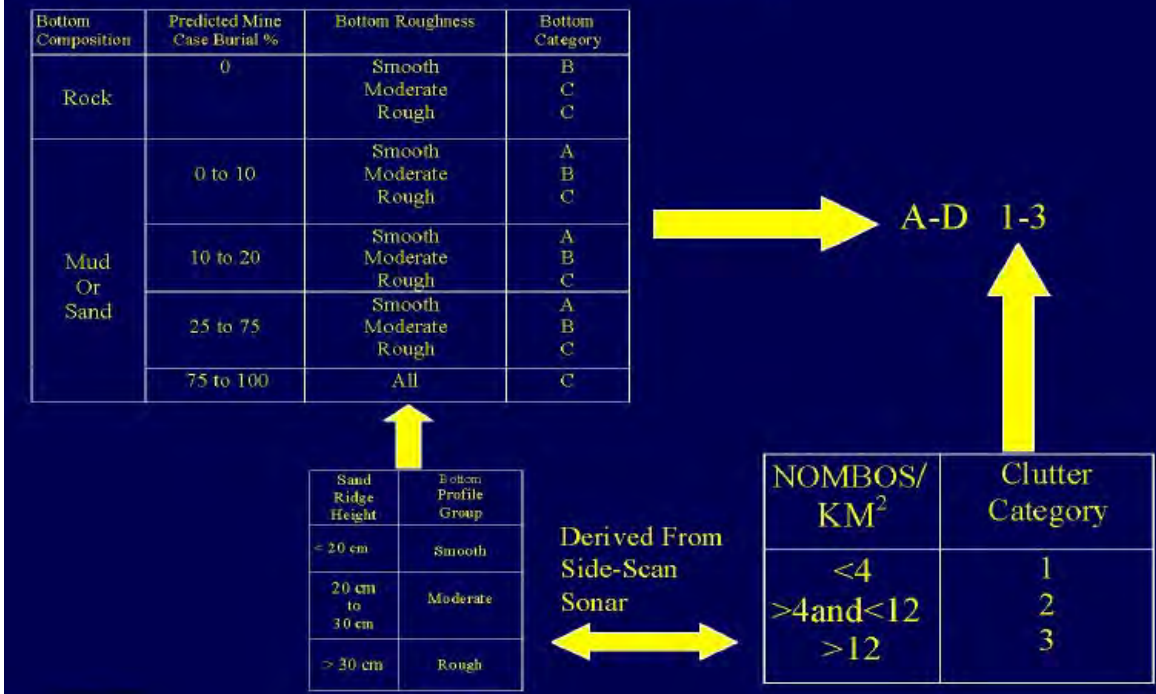 Bottom Composition
Predicted Mine Case Burial %
Bottom Roughness
Bottom Category
Rock
0
Smooth B
Moderate C
Rough C
Mud Or Sand
0 to 10
Smooth A
Moderate B
Rough C
10 to 20
Smooth A
Moderate B
Rough C
25 to 75
Smooth A
Moderate B
Rough C
75 to 100
All C
A-D 1-3
Sand Ridge Height
Bottom Profile Group
< 20 cm Smooth
20 cm to 30 cm Moderate
> 30 cm Rough
Derived From
Side-Scan
Sonar
NOMBOS/ KM²
Clutter Category
<4 1
>4and<12 2
>12 3